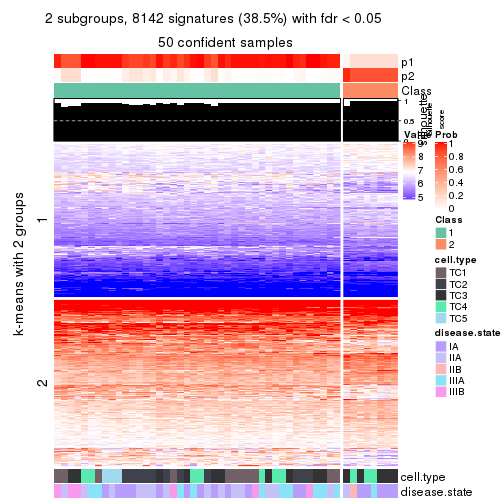 2 subgroups, 8142 signatures (38.5%) with fdr < 0.05
50 confident samples
p1
p2
Class
1
0.5
0
Silhouette
score
k-means with 2 groups
1
2
Value
9
8
7
6
5
Prob
1
0.8
0.6
0.4
0.2
0
Class
1
2
cell.type
TC1
TC2
TC3
TC4
TC5
disease.state
IA
IIA
IIB
IIIA
IIIB
cell.type
disease.state